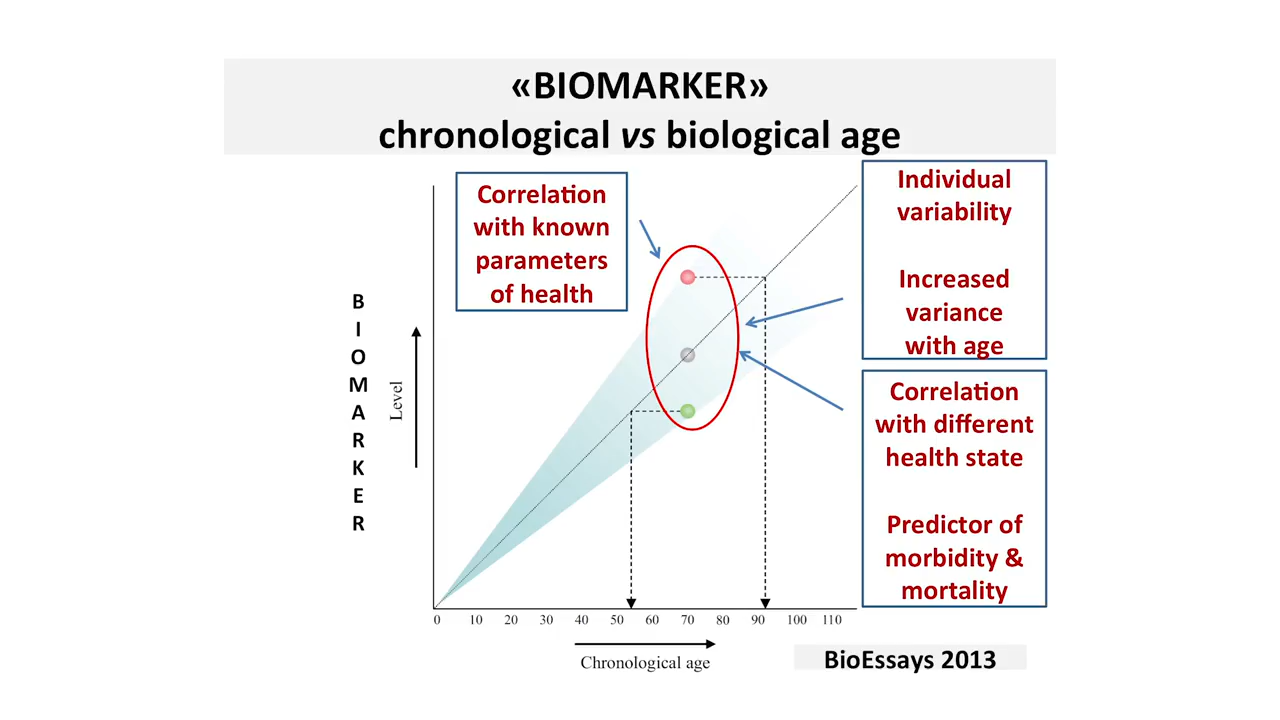 «BIOMARKER»
chronological vs biological age
Correlation
with known
parameters
of health
Individual
variability
Increased
variance
with age
Correlation
with different
health state
Predictor of
morbidity &
mortality
B
I
O
M
A
R
K
E
R
Level
0 10 20 30 40 50 60 70 80 90 100 110
Chronological age
BioEssays 2013